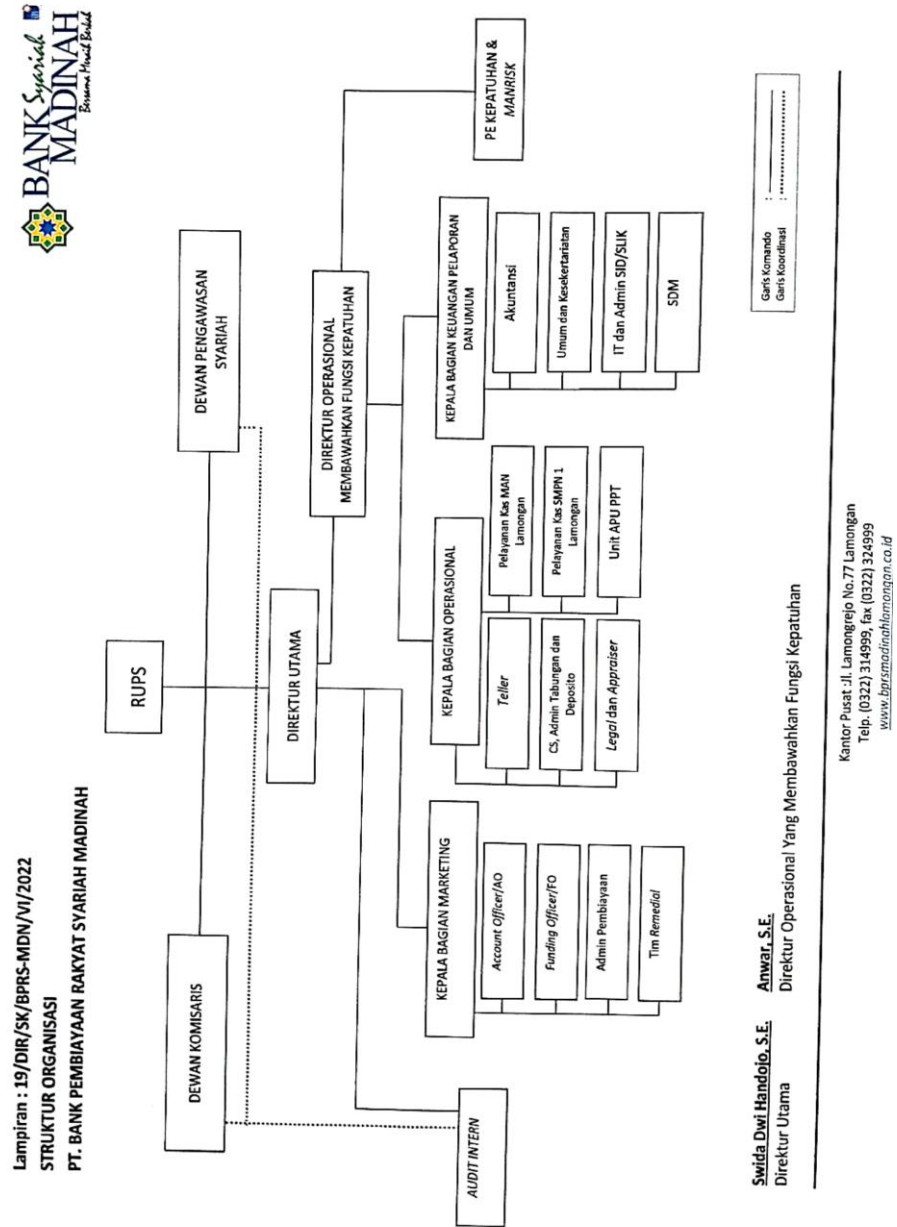 Lampiran : 19/DIR/SK/BPRS-MDN/VI/2022
STRUKTUR ORGANISASI
PT. BANK PEMBIAYAAN RAKYAT SYARIAH MADINAH
BANK Syariah
MADINAH
Bersama Meraih Berkah
RUPS
DEWAN KOMISARIS
DEWAN PENGAWASAN
SYARIAH
DIREKTUR UTAMA
DIREKTUR OPERASIONAL
MEMBAWAHKAN FUNGSI KEPATUHAN
AUDIT INTERN
PE KEPATUHAN &
MANRISK
KEPALA BAGIAN MARKETING
Account Officer/AO
Funding Officer/FO
Admin Pembiayaan
Tim Remedial
KEPALA BAGIAN OPERASIONAL
Teller
CS, Admin Tabungan dan
Deposito
Legal dan Appraiser
Pelayanan Kas MAN
Lamongan
Pelayanan Kas SMPN 1
Lamongan
Unit APU PPT
KEPALA BAGIAN KEUANGAN PELAPORAN
DAN UMUM
Akuntansi
Umum dan Kesekertariatan
IT dan Admin SID/SLIK
SDM
Garis Komando :
Garis Koordinasi :
Swida Dwi Handojo, S.E.
Direktur Utama
Anwar, S.E.
Direktur Operasional Yang Membawahkan Fungsi Kepatuhan
Kantor Pusat :Jl. Lamongrejo No.77 Lamongan
Telp. (0322) 314999, fax (0322) 324999
www.bprsmadinahlamongan.co.id